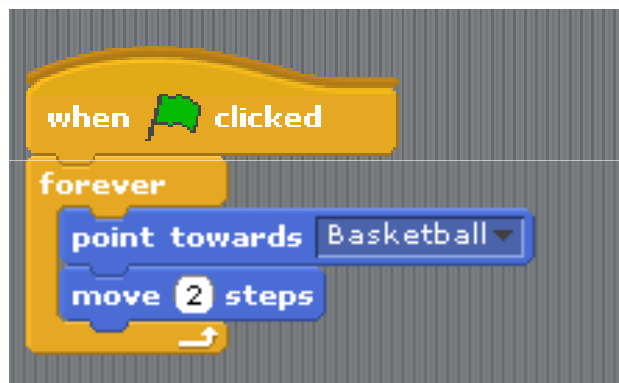 when clicked
forever
point towards Basketball
move 2 steps